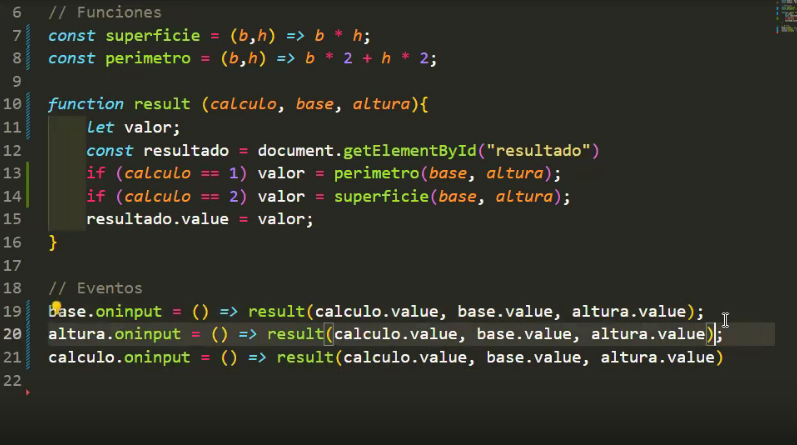 6 // Funciones
7 const superficie = (b,h) => b * h;
8 const perimetro = (b,h) => b * 2 + h * 2;
9
10 function result (calculo, base, altura){
11 let valor;
12 const resultado = document.getElementById("resultado")
13 if (calculo == 1) valor = perimetro(base, altura);
14 if (calculo == 2) valor = superficie(base, altura);
15 resultado.value = valor;
16 }
17
18 // Eventos
19 base.oninput = () => result(calculo.value, base.value, altura.value);
20 altura.oninput = () => result(calculo.value, base.value, altura.value);
21 calculo.oninput = () => result(calculo.value, base.value, altura.value)
22